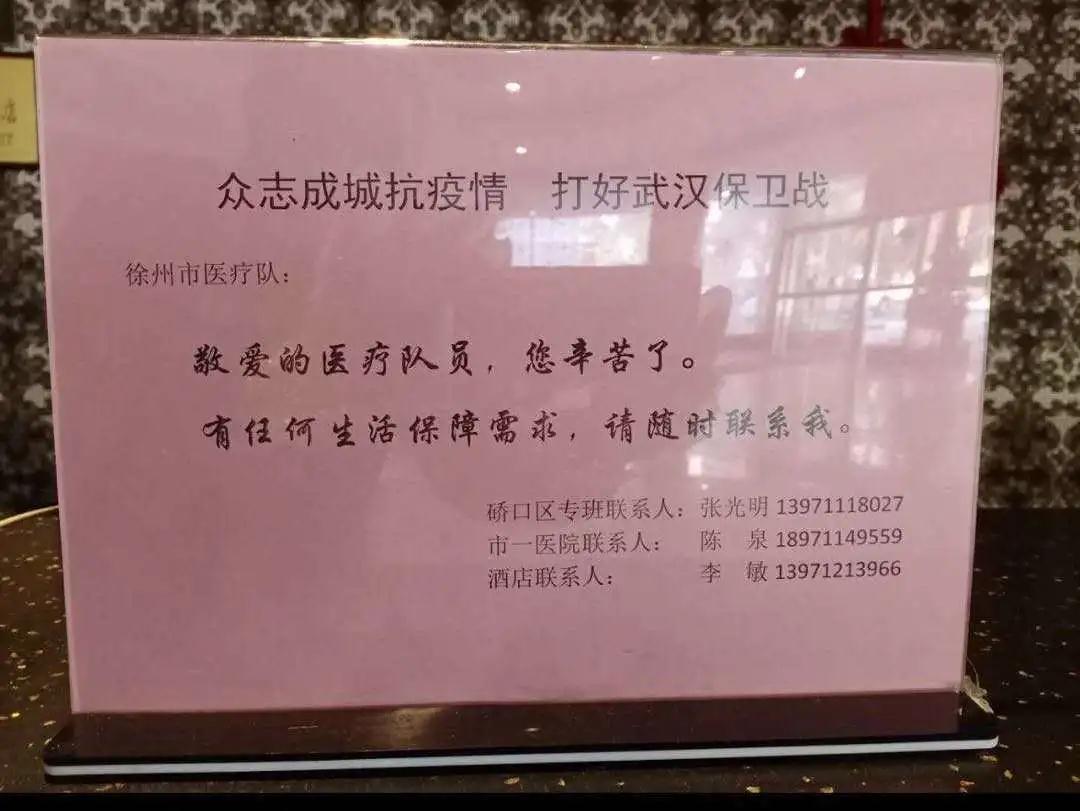 众志成城抗疫情 打好武汉保卫战
徐州市医疗队：
敬爱的医疗队员，您辛苦了。
有任何生活保障需求，请随时联系我。
硚口区专班联系人：张光明 13971118027
市一医院联系人： 陈 泉 18971149559
酒店联系人： 李 敏 13971213966
店